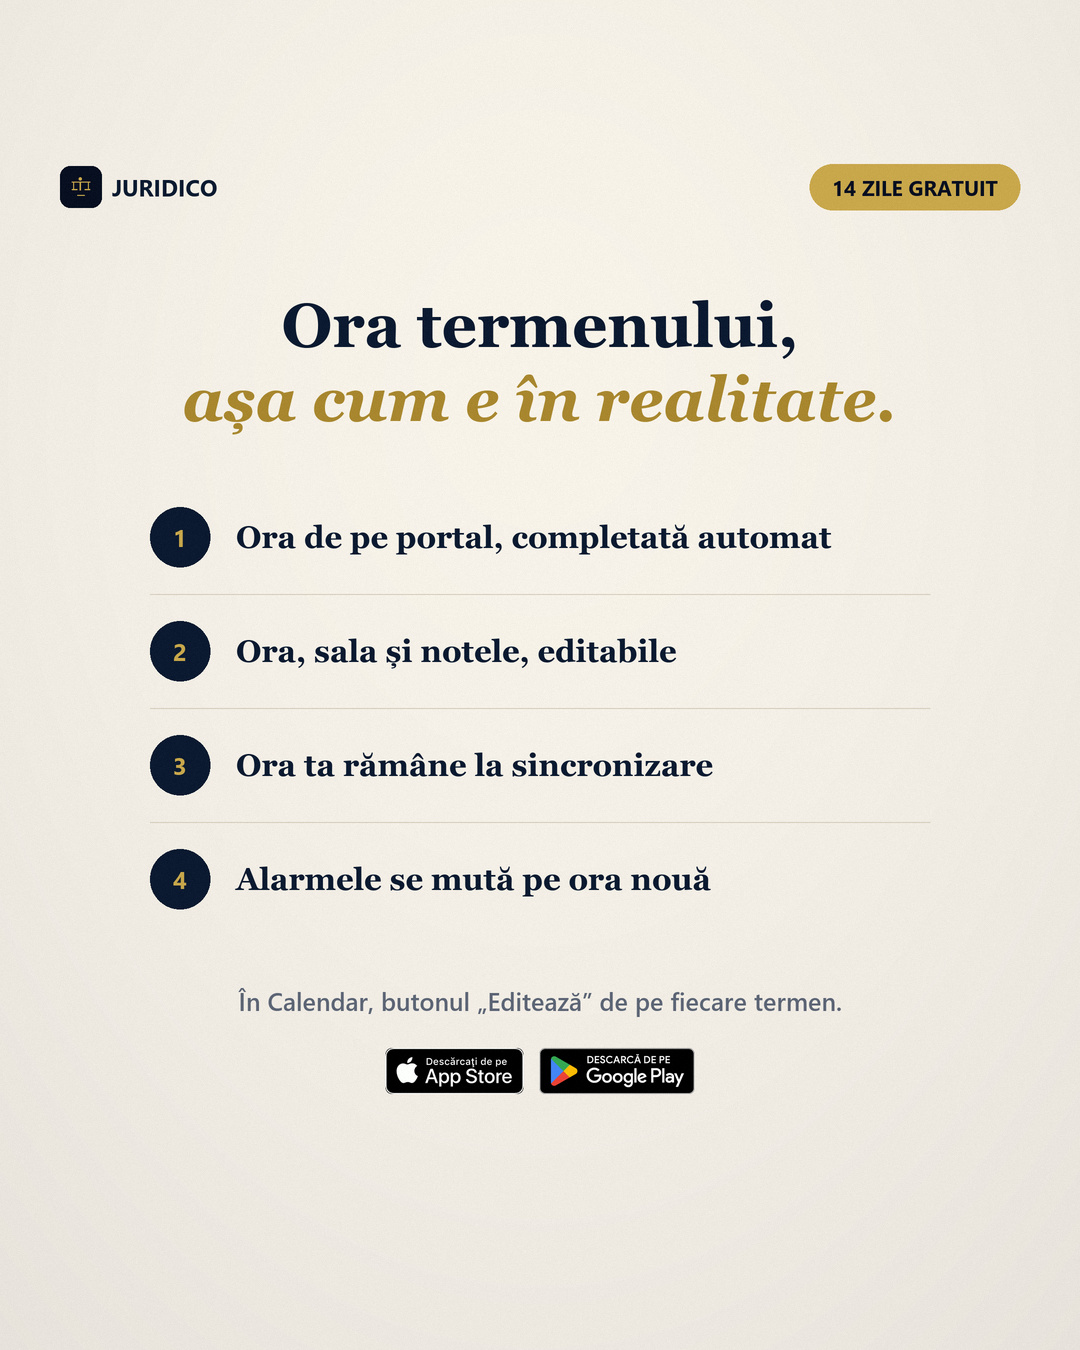 JURIDICO
14 ZILE GRATUIT
Ora termenului,
așa cum e în realitate.
1 Ora de pe portal, completată automat
2 Ora, sala și notele, editabile
3 Ora ta rămâne la sincronizare
4 Alarmele se mută pe ora nouă
În Calendar, butonul „Editează” de pe fiecare termen.
Descărcați de pe
App Store
DESCARCĂ DE PE
Google Play